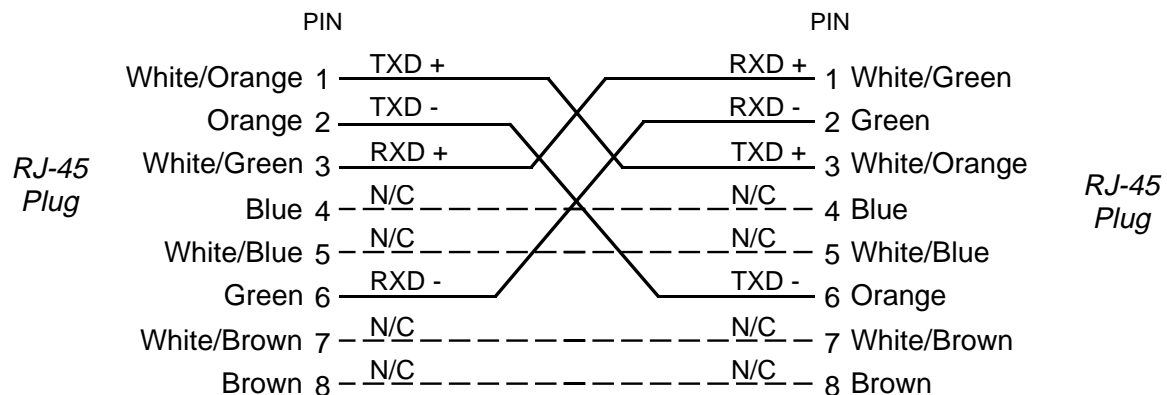 PIN PIN
White/Orange 1 TXD + RXD + 1 White/Green
Orange 2 TXD - RXD - 2 Green
White/Green 3 RXD + TXD + 3 White/Orange
RJ-45
Plug
Blue 4 N/C N/C 4 Blue
RJ-45
Plug
White/Blue 5 N/C N/C 5 White/Blue
Green 6 RXD - TXD - 6 Orange
White/Brown 7 N/C N/C 7 White/Brown
Brown 8 N/C N/C 8 Brown